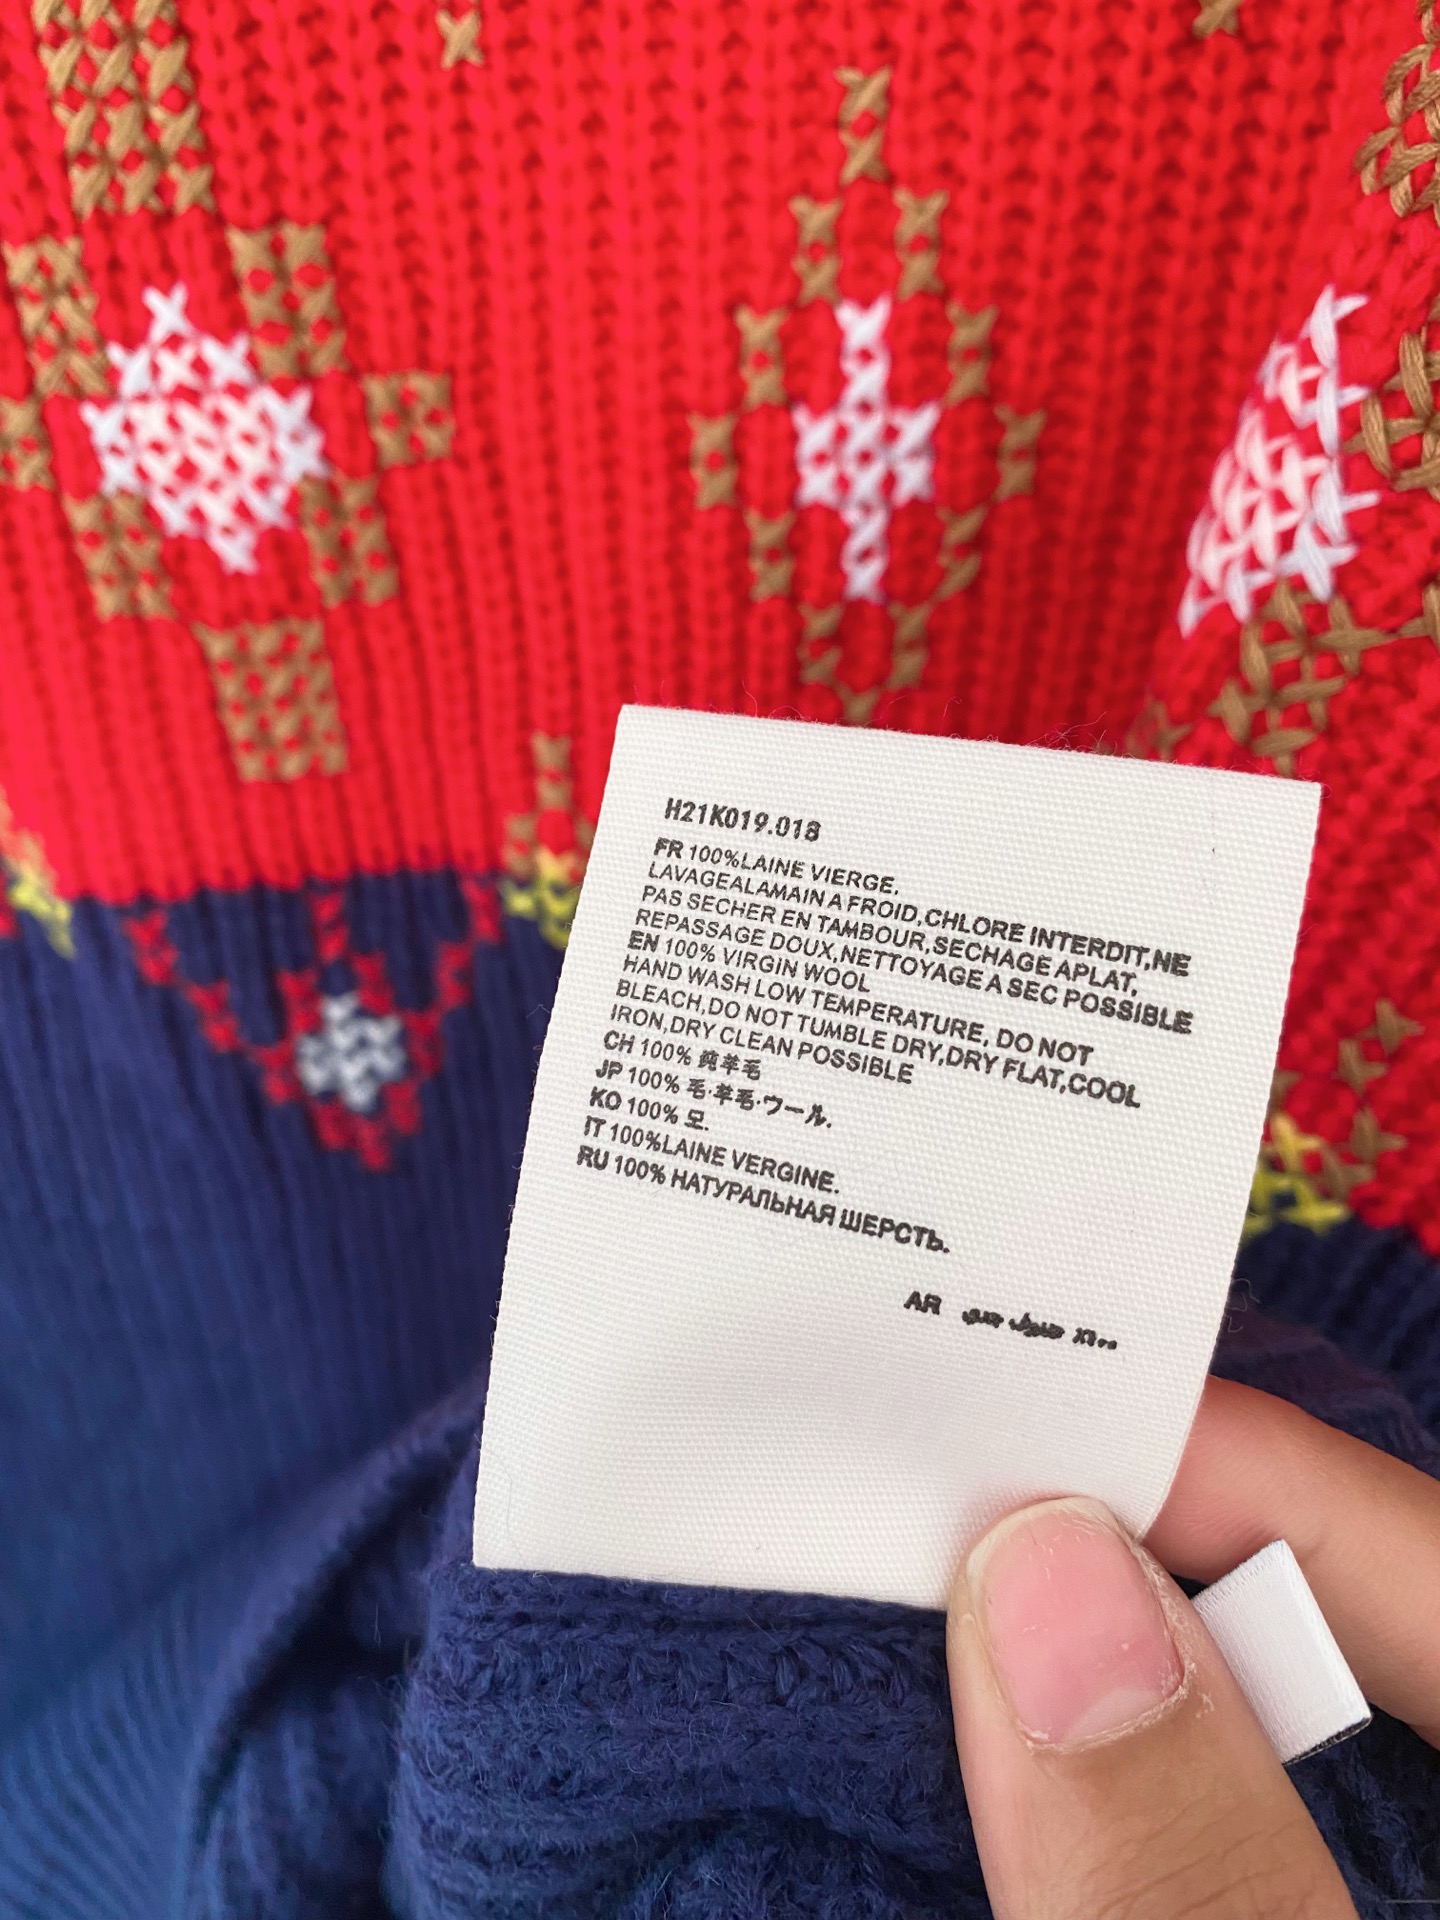 H21K019.018
FR 100%LAINE VIERGE.
LAVAGEALAMAIN A FROID,CHLORE INTERDIT,NE
PAS SECHER EN TAMBOUR,SECHAGE APLAT,
REPASSAGE DOUX,NETTOYAGE A SEC POSSIBLE
EN 100% VIRGIN WOOL
HAND WASH LOW TEMPERATURE, DO NOT
BLEACH,DO NOT TUMBLE DRY,DRY FLAT,COOL
IRON,DRY CLEAN POSSIBLE
CH 100% 纯羊毛
JP 100% 毛·羊毛·ウール.
KO 100% 모.
IT 100%LAINE VERGINE.
RU 100% НАТУРАЛЬНАЯ ШЕРСТЬ.
AR